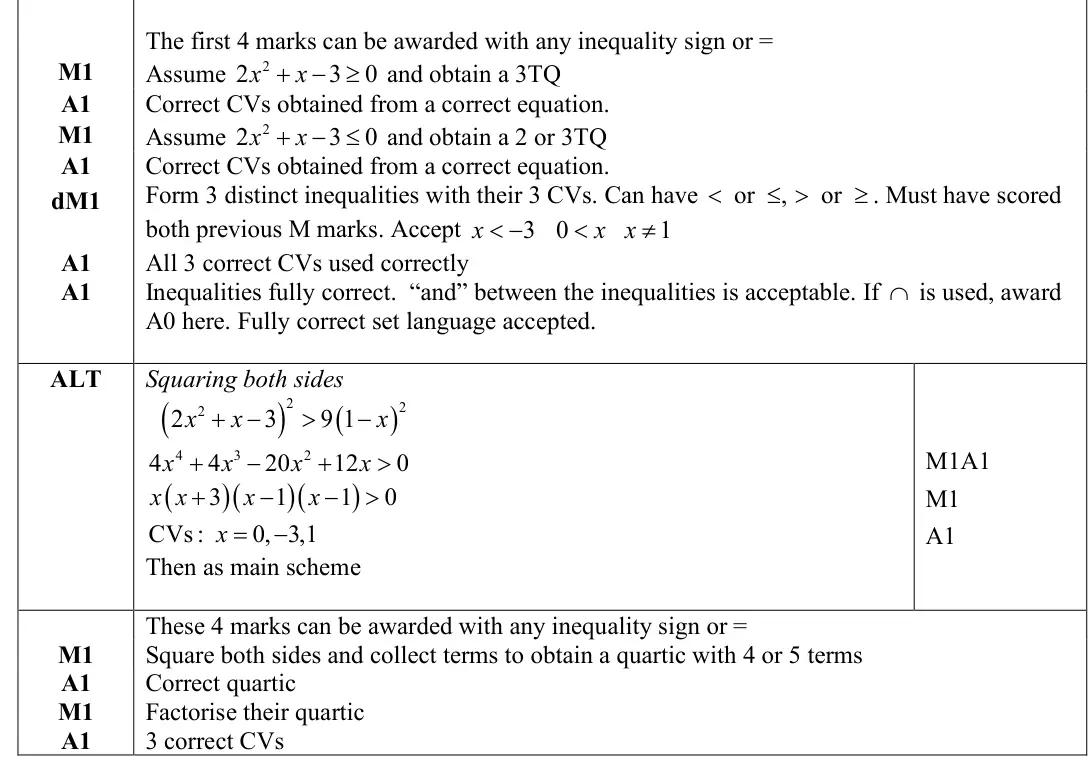 The first 4 marks can be awarded with any inequality sign or =
M1 Assume 2x² + x − 3 ≥ 0 and obtain a 3TQ
A1 Correct CVs obtained from a correct equation.
M1 Assume 2x² + x − 3 ≤ 0 and obtain a 2 or 3TQ
A1 Correct CVs obtained from a correct equation.
dM1 Form 3 distinct inequalities with their 3 CVs. Can have < or ≤, > or ≥. Must have scored
both previous M marks. Accept x < −3 0 < x x ≠ 1
A1 All 3 correct CVs used correctly
A1 Inequalities fully correct. “and” between the inequalities is acceptable. If ∩ is used, award
A0 here. Fully correct set language accepted.
ALT Squaring both sides
(2x² + x − 3)² > 9(1 − x)²
4x⁴ + 4x³ − 20x² + 12x > 0 M1A1
x(x + 3)(x − 1)(x − 1) > 0 M1
CVs : x = 0, −3,1 A1
Then as main scheme
These 4 marks can be awarded with any inequality sign or =
M1 Square both sides and collect terms to obtain a quartic with 4 or 5 terms
A1 Correct quartic
M1 Factorise their quartic
A1 3 correct CVs